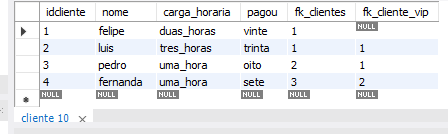 idcliente nome carga_horaria pagou fk_clientes fk_cliente_vip
1 felipe duas_horas vinte 1 NULL
2 luis tres_horas trinta 1 1
3 pedro uma_hora oito 2 1
4 fernanda uma_hora sete 3 2
NULL NULL NULL NULL NULL NULL
cliente 10